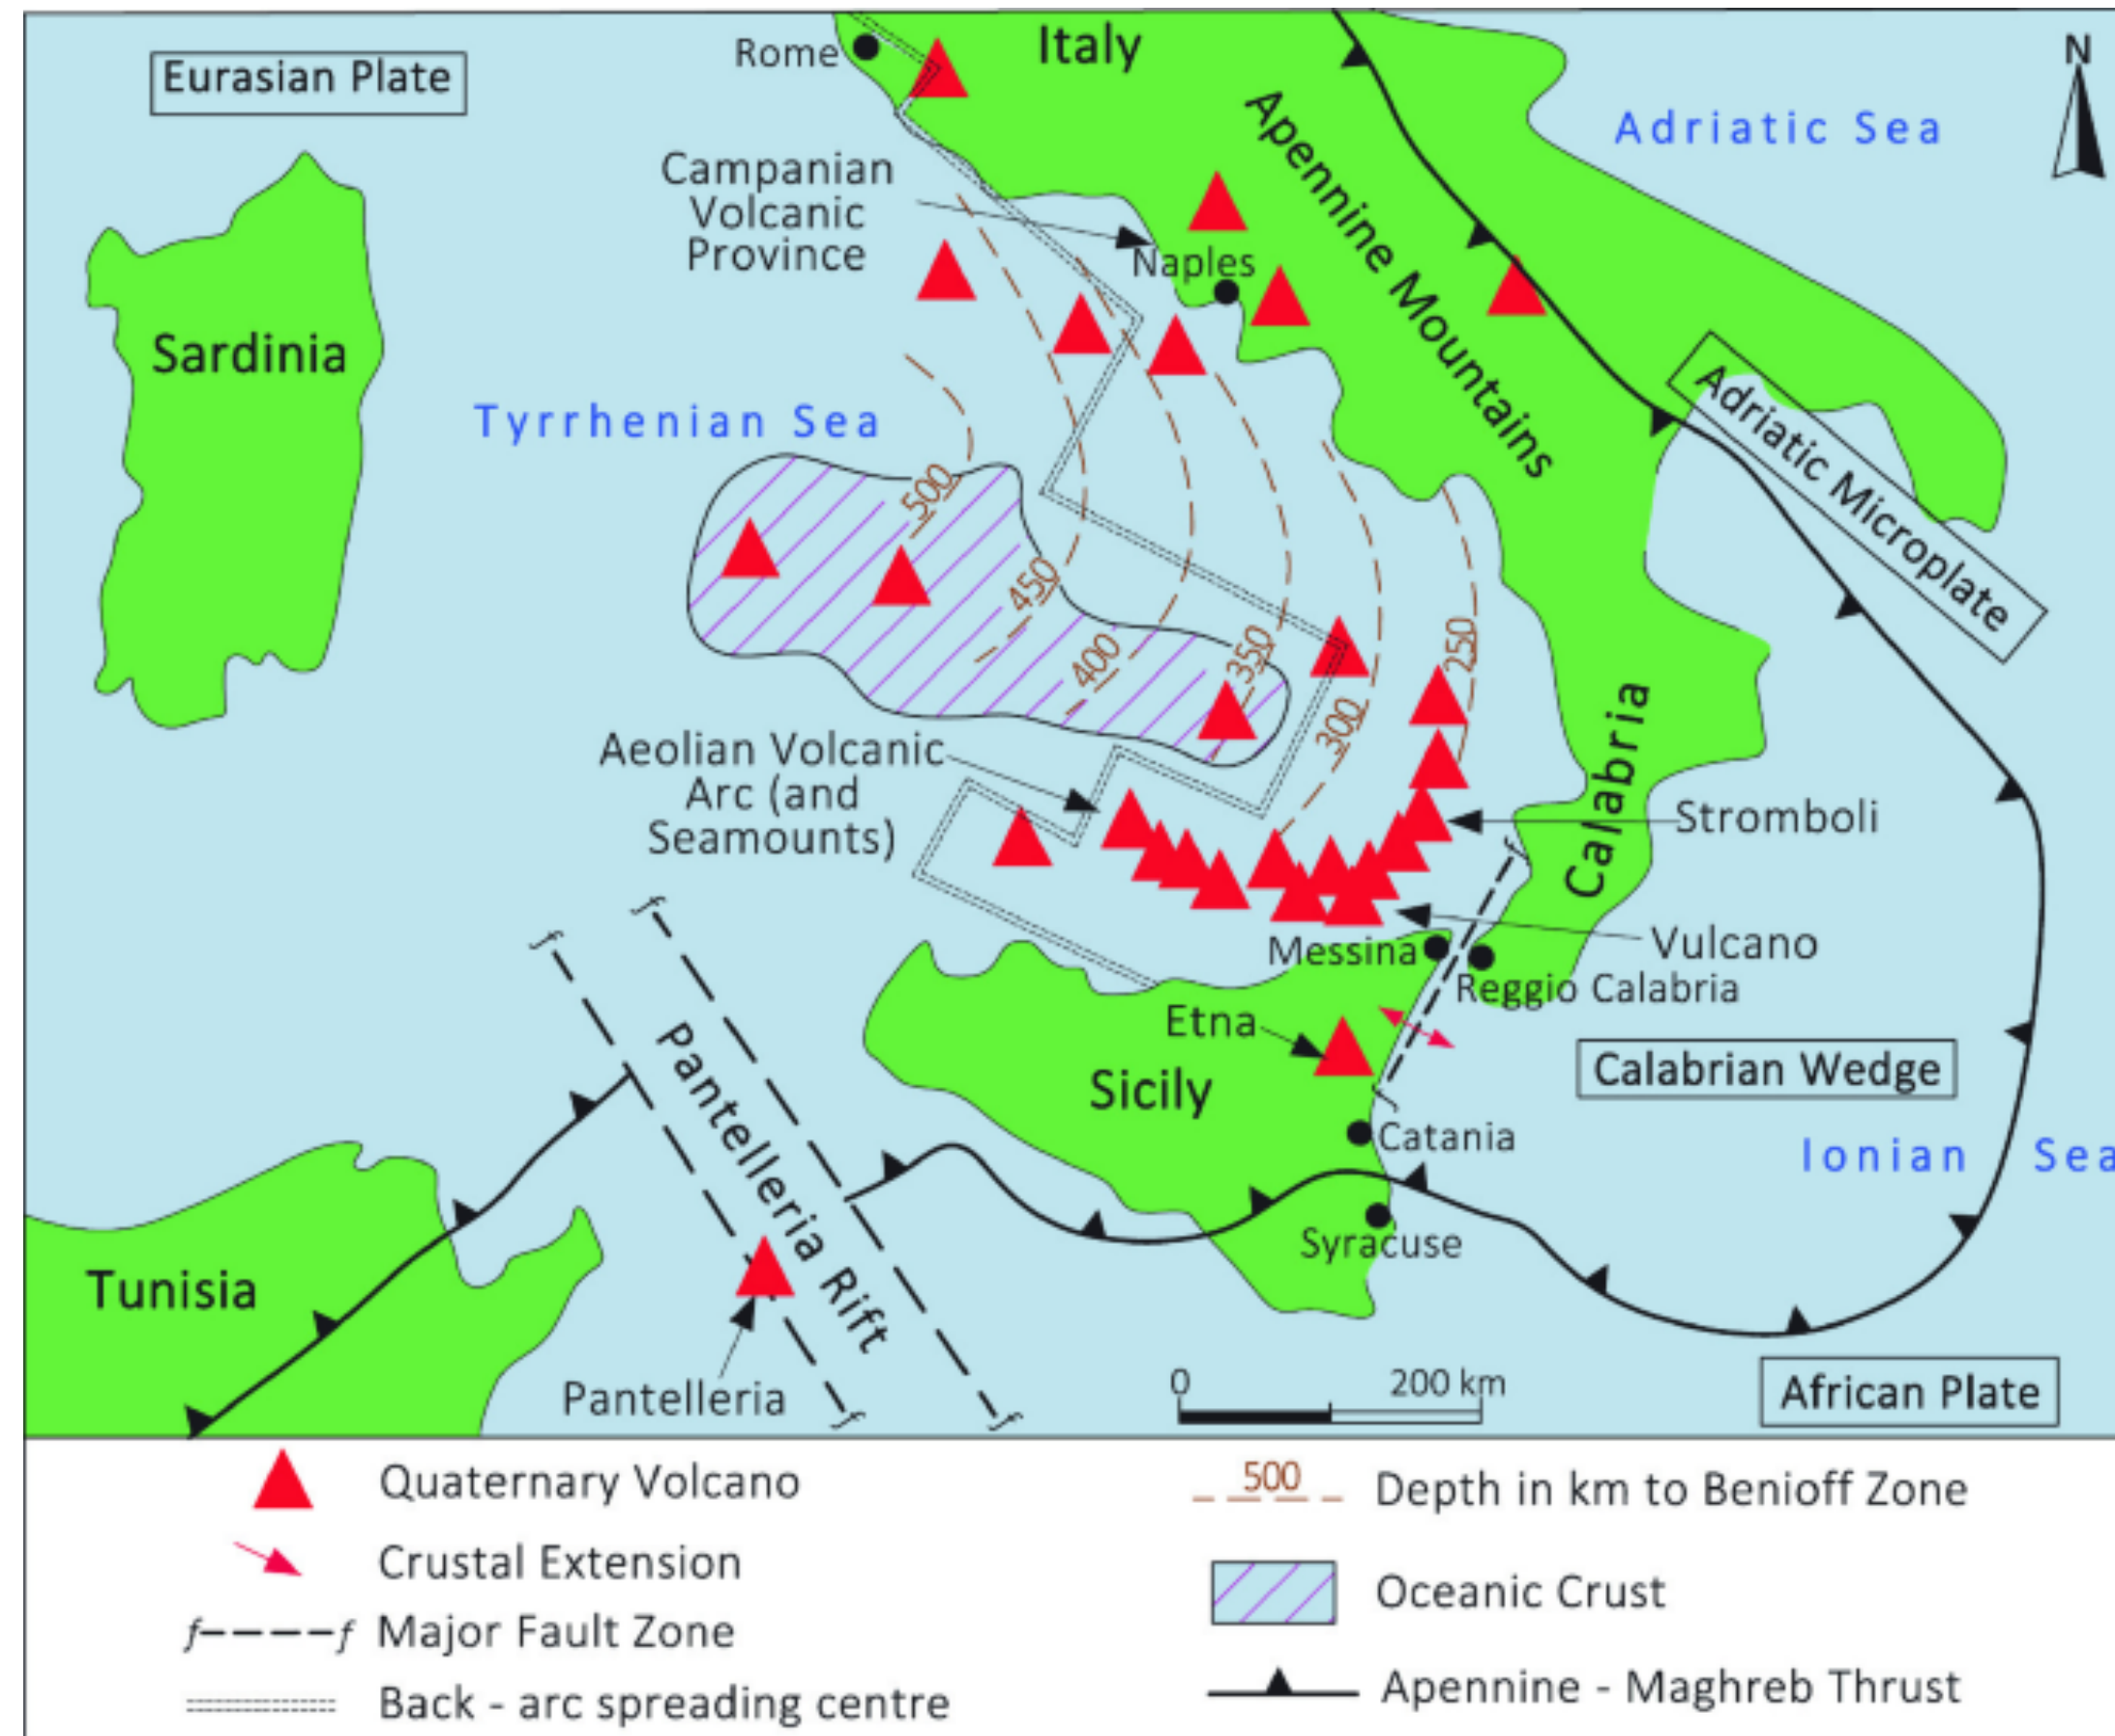 Eurasian Plate
Rome
Italy
N
Adriatic Sea
Apennine Mountains
Campanian
Volcanic
Province
Naples
Sardinia
Tyrrhenian Sea
Adriatic Microplate
500
450
400
350
300
250
Calabria
Aeolian Volcanic
Arc (and
Seamounts)
Stromboli
f
f
f
Vulcano
Messina
Reggio Calabria
Etna
Sicily
Calabrian Wedge
Catania
Ionian Sea
Pantelleria Rift
Syracuse
Tunisia
Pantelleria
f
f
0 200 km
African Plate
Quaternary Volcano
Crustal Extension
f f Major Fault Zone
Back - arc spreading centre
500 Depth in km to Benioff Zone
Oceanic Crust
Apennine - Maghreb Thrust